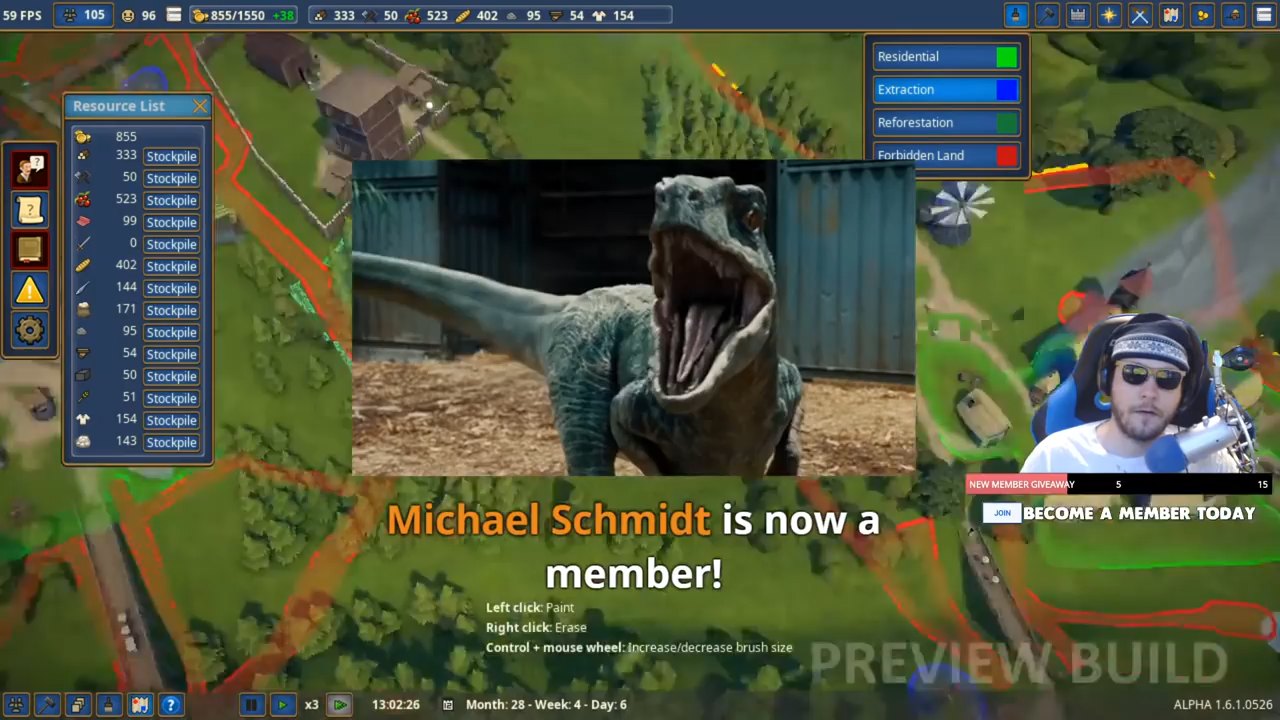 59 FPS 105 96 855/1550 +38 333 50 523 402 95 54 154
Residential
Extraction
Reforestation
Forbidden Land
Resource List
855
333 Stockpile
50 Stockpile
523 Stockpile
99 Stockpile
0 Stockpile
402 Stockpile
144 Stockpile
171 Stockpile
95 Stockpile
54 Stockpile
50 Stockpile
51 Stockpile
154 Stockpile
143 Stockpile
NEW MEMBER GIVEAWAY 5 15
JOIN BECOME A MEMBER TODAY
Michael Schmidt is now a
member!
Left click: Paint
Right click: Erase
Control + mouse wheel: Increase/decrease brush size
PREVIEW BUILD
x3 13:02:26 Month: 28 - Week: 4 - Day: 6
ALPHA 1.6.1.0526